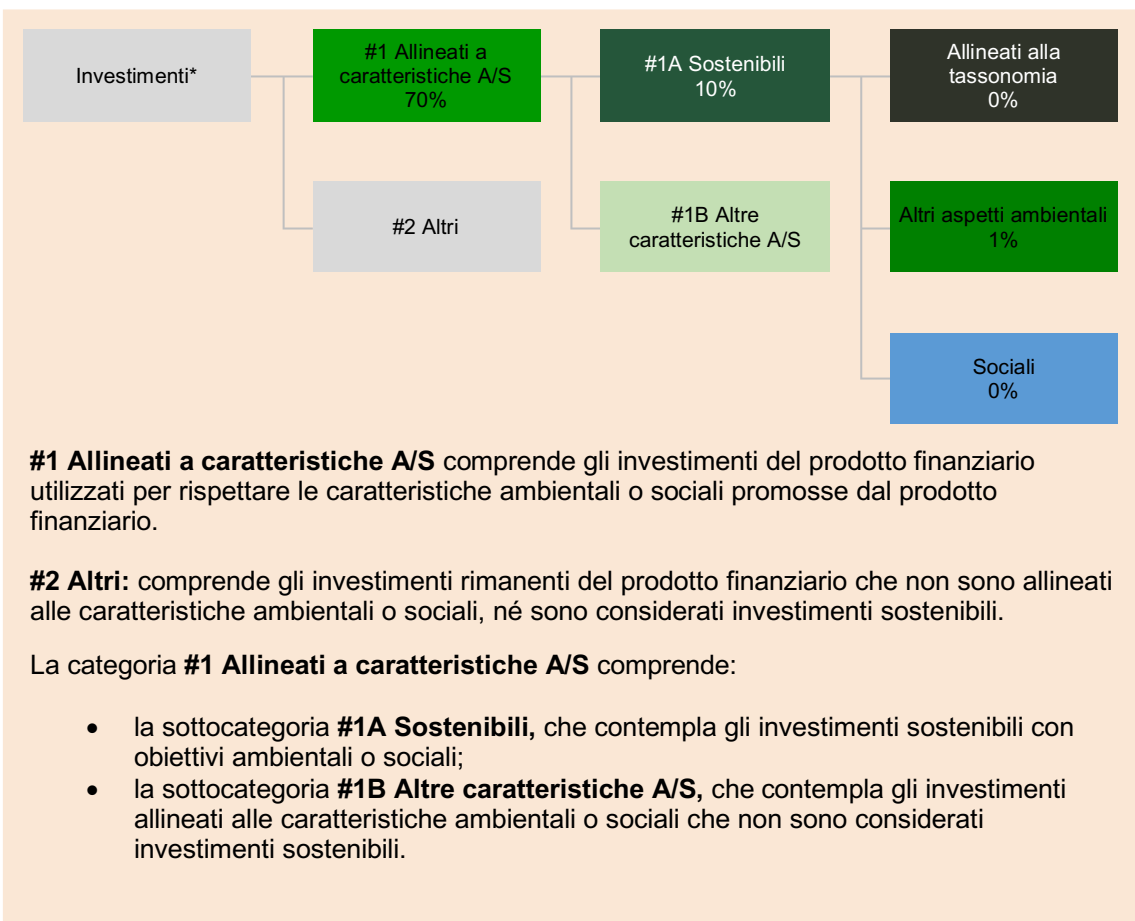 Investimenti*
#1 Allineati a
caratteristiche A/S
70%
#1A Sostenibili
10%
Allineati alla
tassonomia
0%
#2 Altri
#1B Altre
caratteristiche A/S
Altri aspetti ambientali
1%
Sociali
0%
#1 Allineati a caratteristiche A/S comprende gli investimenti del prodotto finanziario
utilizzati per rispettare le caratteristiche ambientali o sociali promosse dal prodotto
finanziario.
#2 Altri: comprende gli investimenti rimanenti del prodotto finanziario che non sono allineati
alle caratteristiche ambientali o sociali, né sono considerati investimenti sostenibili.
La categoria #1 Allineati a caratteristiche A/S comprende:
• la sottocategoria #1A Sostenibili, che contempla gli investimenti sostenibili con
obiettivi ambientali o sociali;
• la sottocategoria #1B Altre caratteristiche A/S, che contempla gli investimenti
allineati alle caratteristiche ambientali o sociali che non sono considerati
investimenti sostenibili.